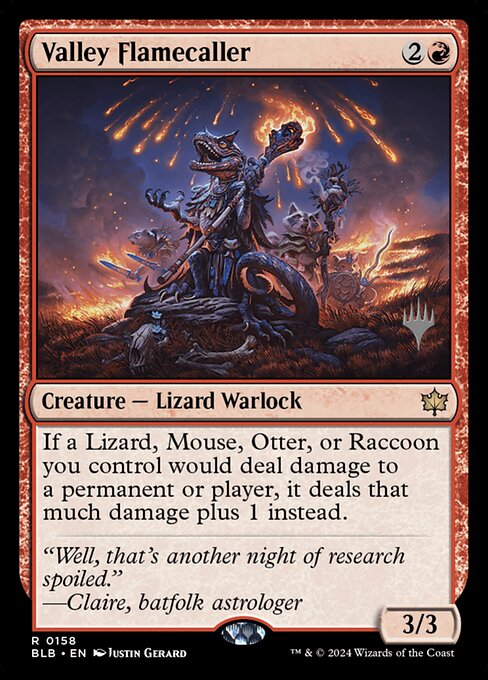 Valley Flamecaller 2
Creature — Lizard Warlock
If a Lizard, Mouse, Otter, or Raccoon
you control would deal damage to
a permanent or player, it deals that
much damage plus 1 instead.
“Well, that’s another night of research
spoiled.”
—Claire, batfolk astrologer
3/3
R 0158
BLB • EN Justin Gerard
™ & © 2024 Wizards of the Coast